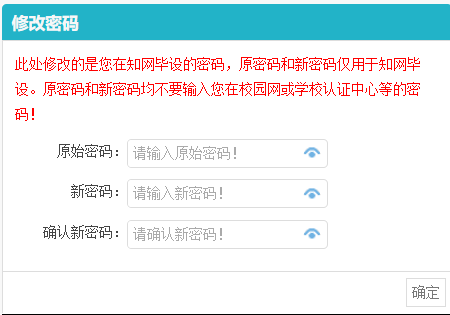 修改密码
此处修改的是您在知网毕设的密码，原密码和新密码仅用于知网毕
设。原密码和新密码均不要输入您在校园网或学校认证中心等的密
码！
原始密码： 请输入原始密码！
新密码： 请输入新密码！
确认新密码： 请确认新密码！
确定